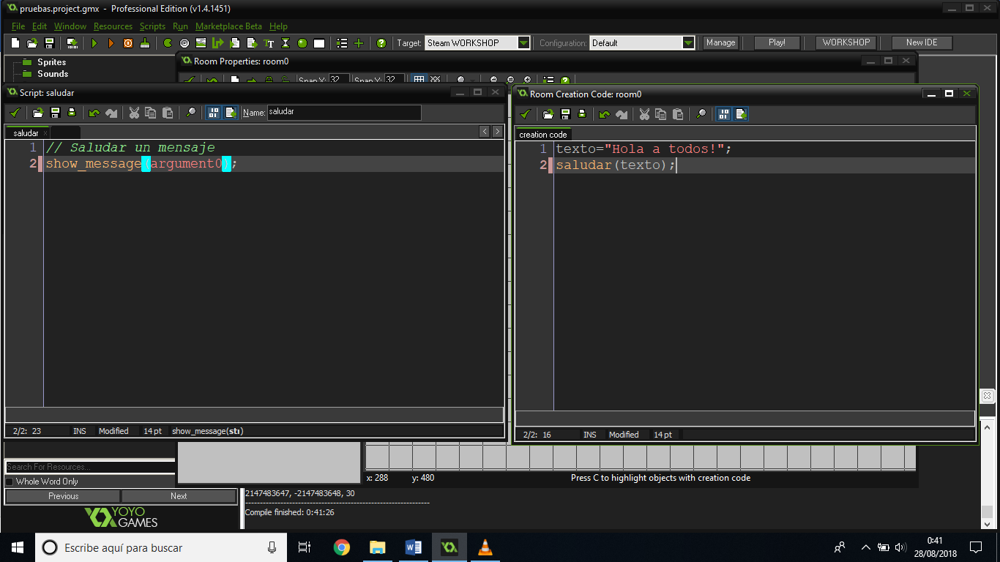 pruebas.project.gmx - Professional Edition (v1.4.1451)
File Edit Window Resources Scripts Run Marketplace Beta Help
Target: Steam WORKSHOP Configuration: Default Manage Play! WORKSHOP New IDE
Sprites
Sounds
Room Properties: room0
Snap X: 32 Snap Y: 32
Script: saludar
Name: saludar
saludar x
1 // Saludar un mensaje
2 show_message(argument0);
2/2: 23 INS Modified 14 pt show_message(str)
Room Creation Code: room0
creation code
1 texto="Hola a todos!";
2 saludar(texto);
2/2: 16 INS Modified 14 pt
Search For Resources...
Whole Word Only
Previous Next
YOYO
GAMES
x: 288 y: 480 Press C to highlight objects with creation code
2147483647, -2147483648, 30
Compile finished: 0:41:26
Escribe aquí para buscar
0:41
28/08/2018